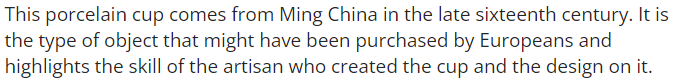 This porcelain cup comes from Ming China in the late sixteenth century. It is
the type of object that might have been purchased by Europeans and
highlights the skill of the artisan who created the cup and the design on it.